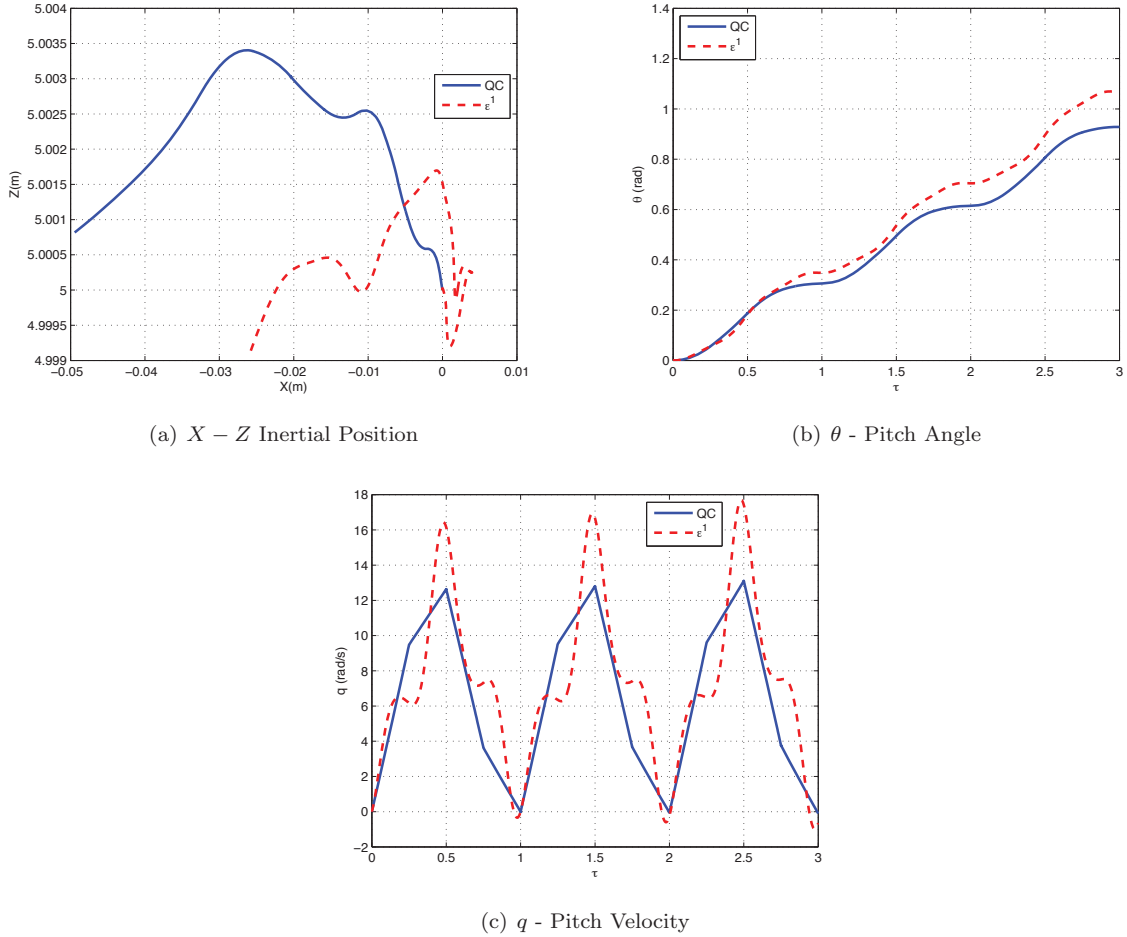 5.004
5.0035
5.003
5.0025
5.002
5.0015
5.001
5.0005
5
4.9995
4.999
Z(m)
−0.05 −0.04 −0.03 −0.02 −0.01 0 0.01
X(m)
QC
ε¹
(a) X − Z Inertial Position
1.4
1.2
1
0.8
0.6
0.4
0.2
0
θ (rad)
0 0.5 1 1.5 2 2.5 3
τ
QC
ε¹
(b) θ - Pitch Angle
18
16
14
12
10
8
6
4
2
0
−2
q (rad/s)
0 0.5 1 1.5 2 2.5 3
τ
QC
ε¹
(c) q - Pitch Velocity